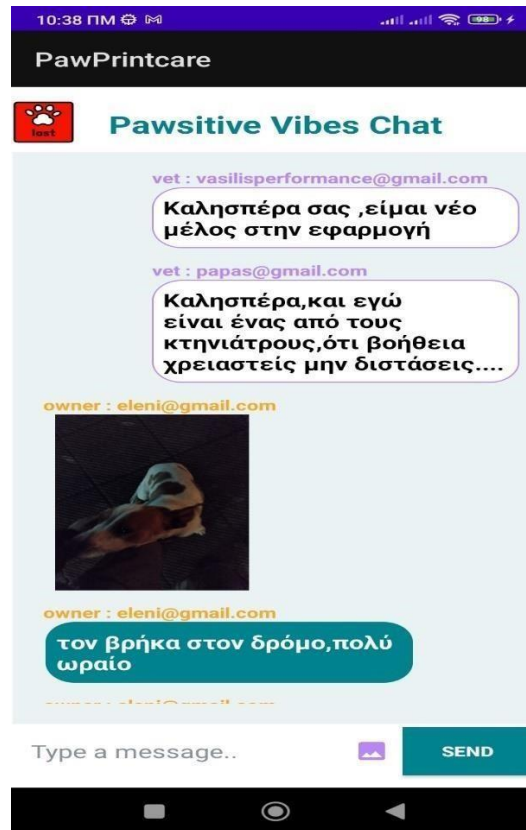 10:38 ΠΜ
98
PawPrintcare
lost
Pawsitive Vibes Chat
vet : vasilisperformance@gmail.com
Καλησπέρα σας ,είμαι νέο
μέλος στην εφαρμογή
vet : papas@gmail.com
Καλησπέρα,και εγώ
είναι ένας από τους
κτηνιάτρους,ότι βοήθεια
χρειαστείς μην διστάσεις....
owner : eleni@gmail.com
owner : eleni@gmail.com
τον βρήκα στον δρόμο,πολύ
ωραίο
Type a message..
SEND